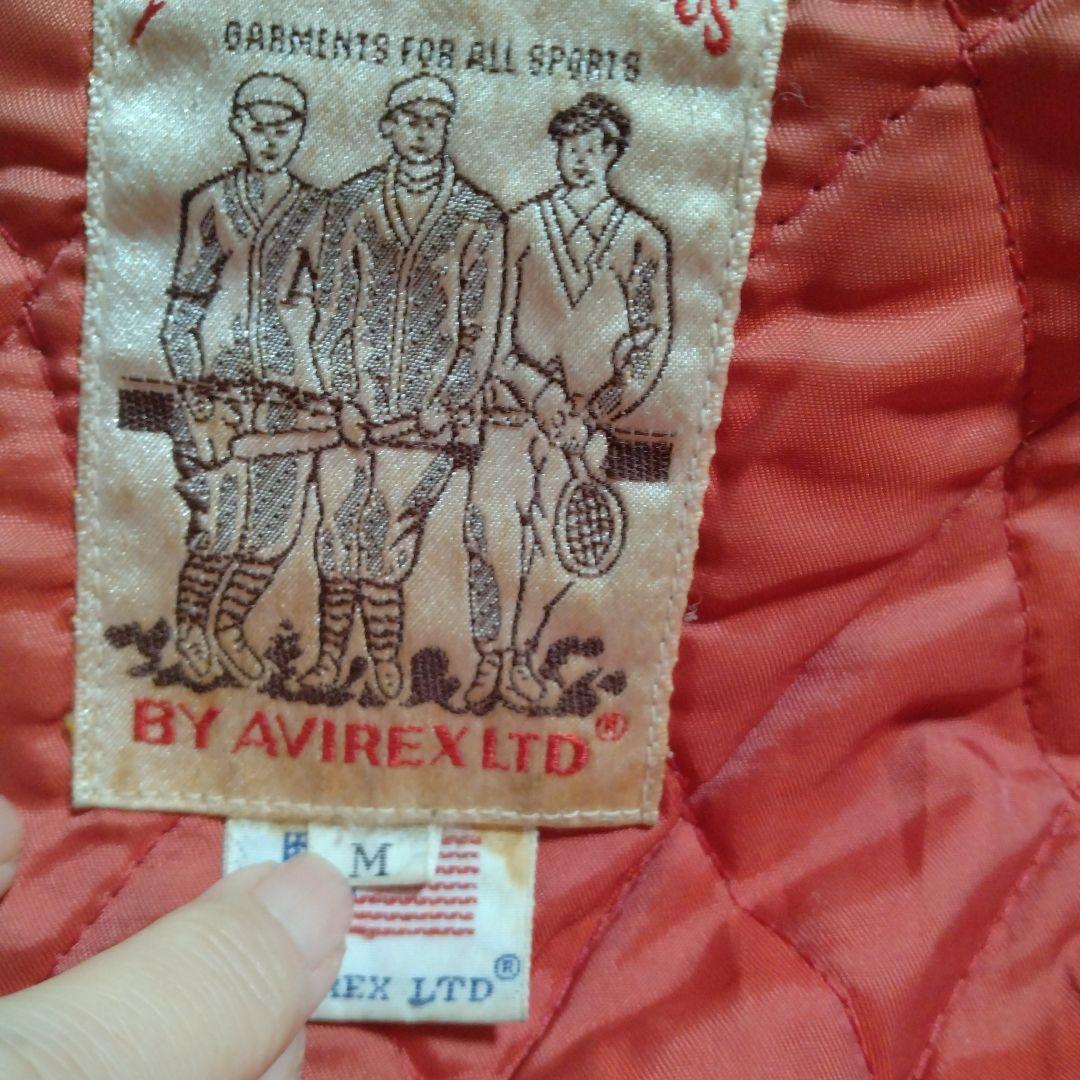 GARMENTS FOR ALL SPORTS
A
BY AVIREX LTD®
M
REX LTD®